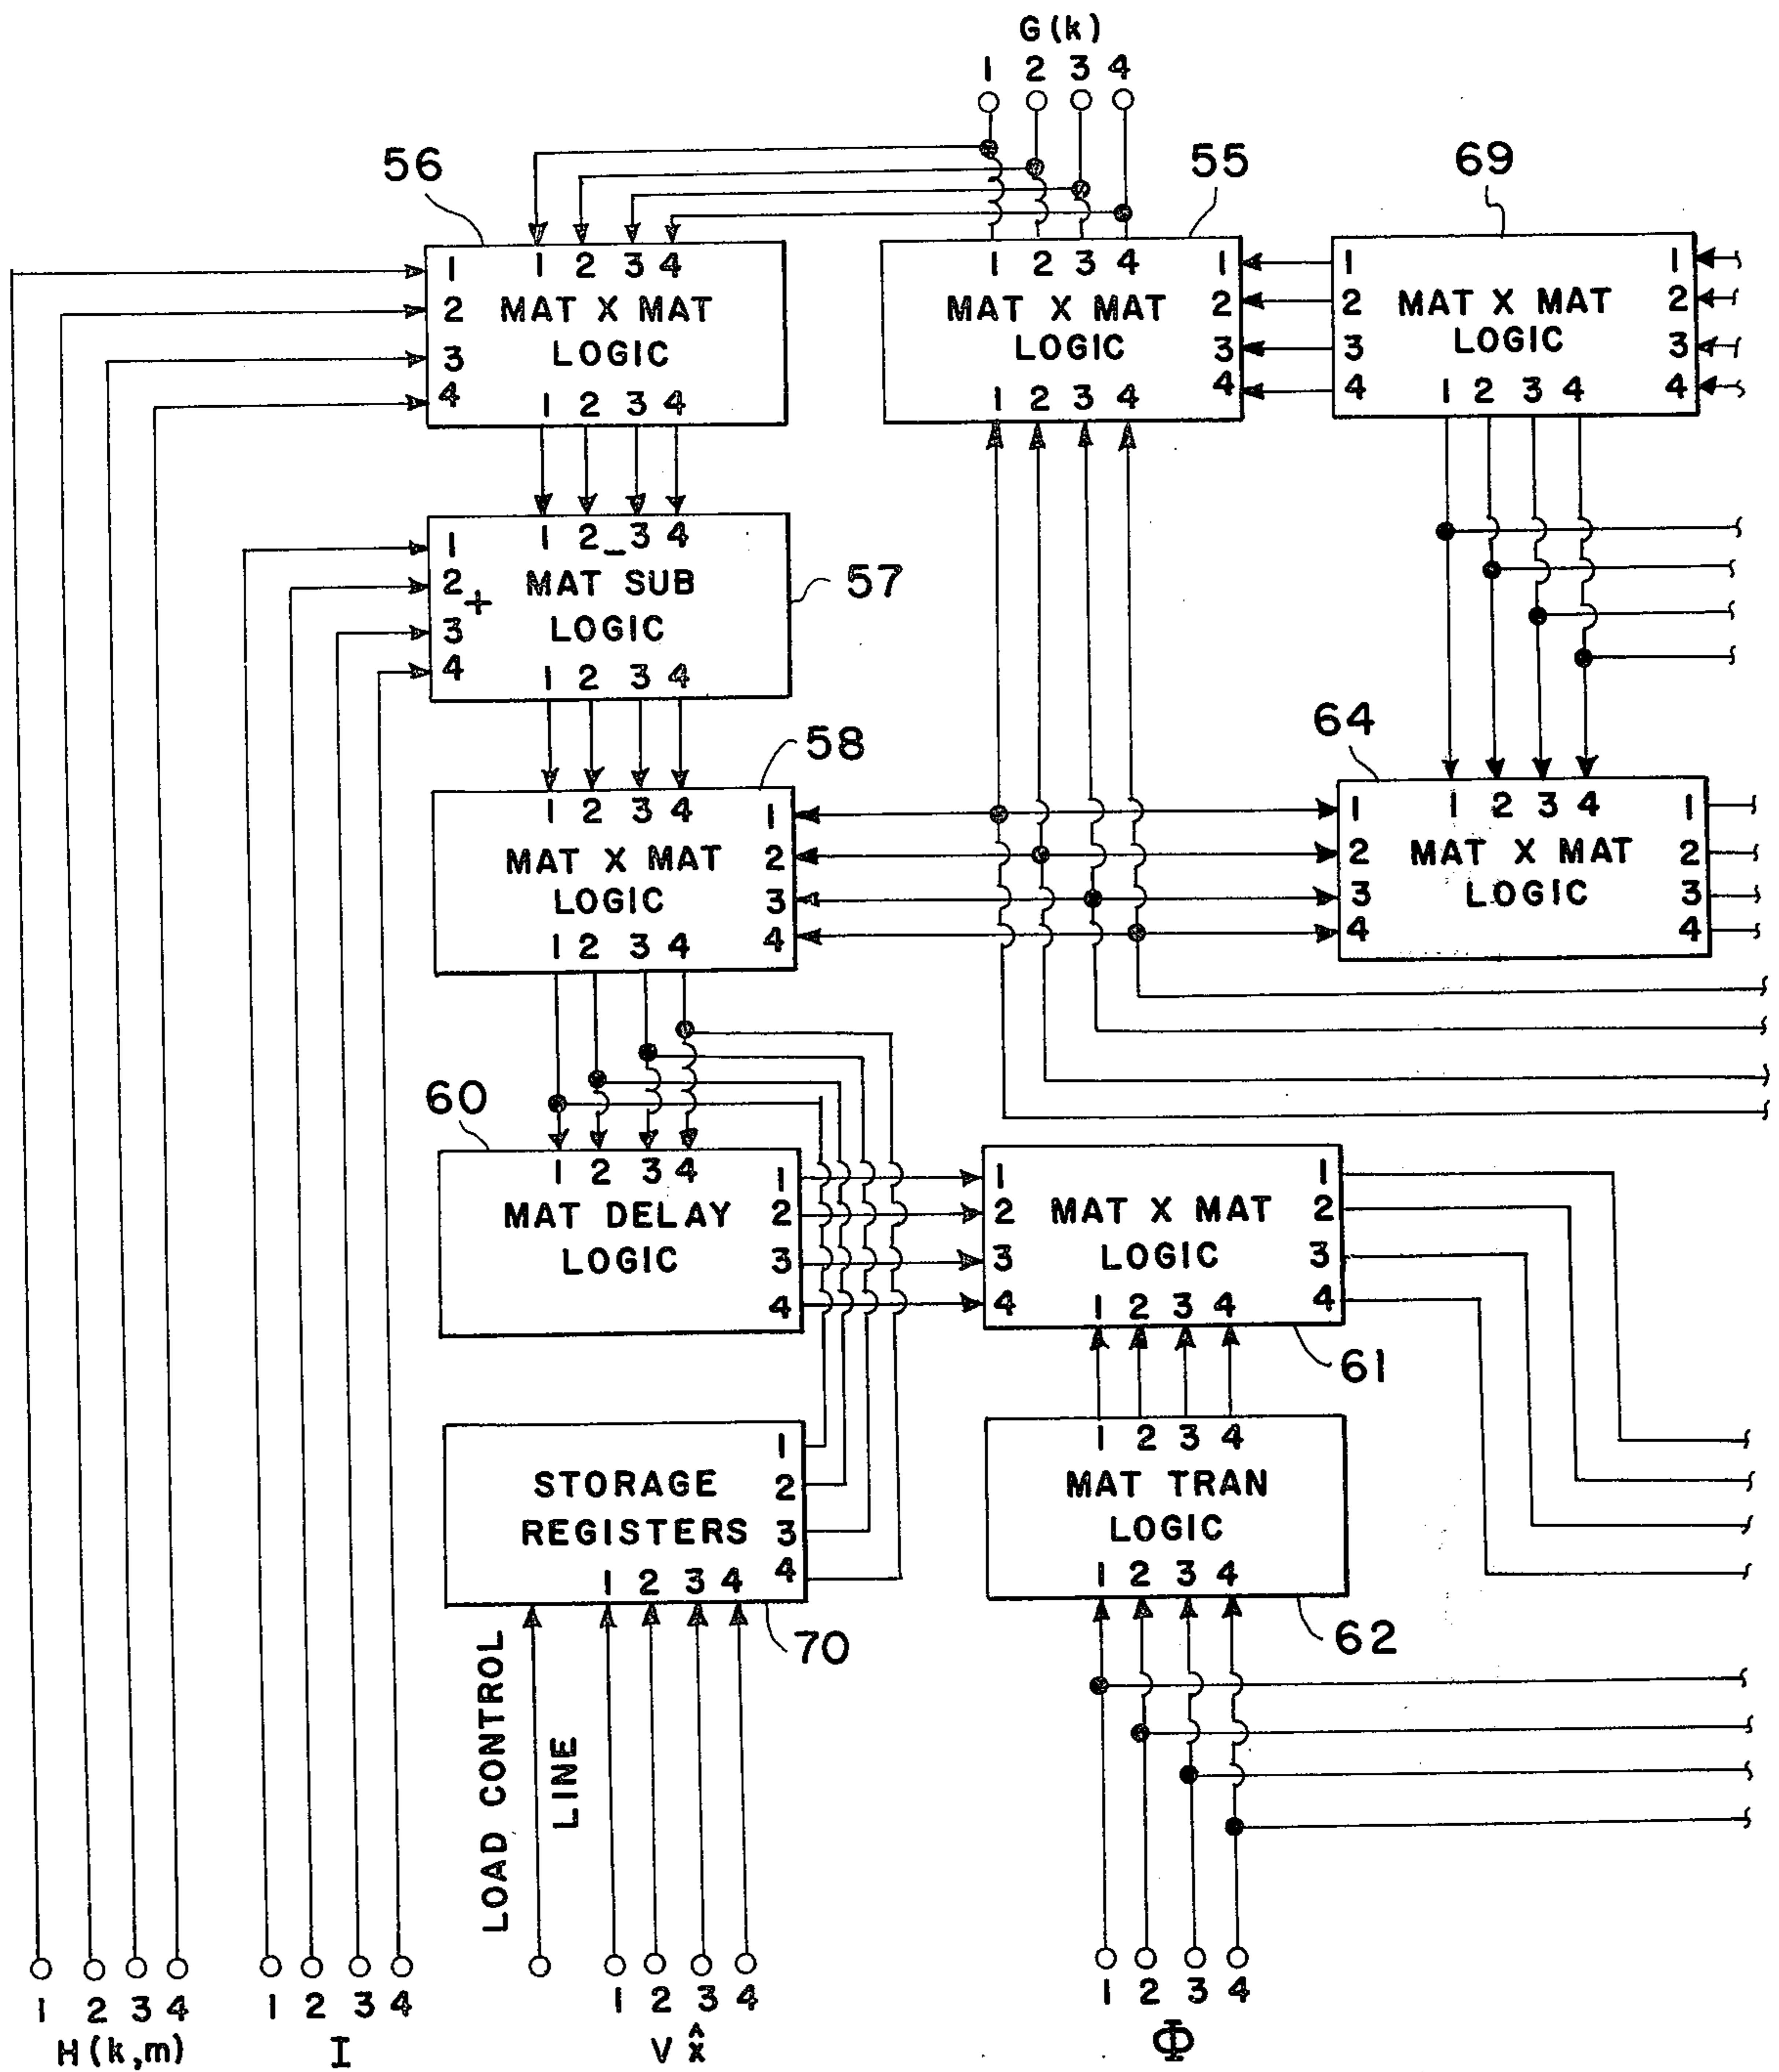 G(k)
1 2 3 4
56
55
69
1 2 3 4
1
2
3
4
MAT X MAT
LOGIC
1 2 3 4
1 2 3 4
1
2
3
4
MAT X MAT
LOGIC
1 2 3 4
1
2
3
4
1
2
3
4
MAT X MAT
LOGIC
1 2 3 4
1 2 3 4
−
1
2
3
4
+
MAT SUB
LOGIC
1 2 3 4
57
58
64
1 2 3 4
1
2
3
4
MAT X MAT
LOGIC
1 2 3 4
1 2 3 4
1
2
3
4
1
2
3
4
MAT X MAT
LOGIC
60
1 2 3 4
1
2
3
4
MAT DELAY
LOGIC
1
2
3
4
1
2
3
4
MAT X MAT
LOGIC
1 2 3 4
61
STORAGE
REGISTERS
1
2
3
4
1 2 3 4
70
1 2 3 4
MAT TRAN
LOGIC
1 2 3 4
62
LOAD CONTROL
LINE
1 2 3 4
H(k,m)
1 2 3 4
I
1 2 3 4
V X̂
1 2 3 4
Φ